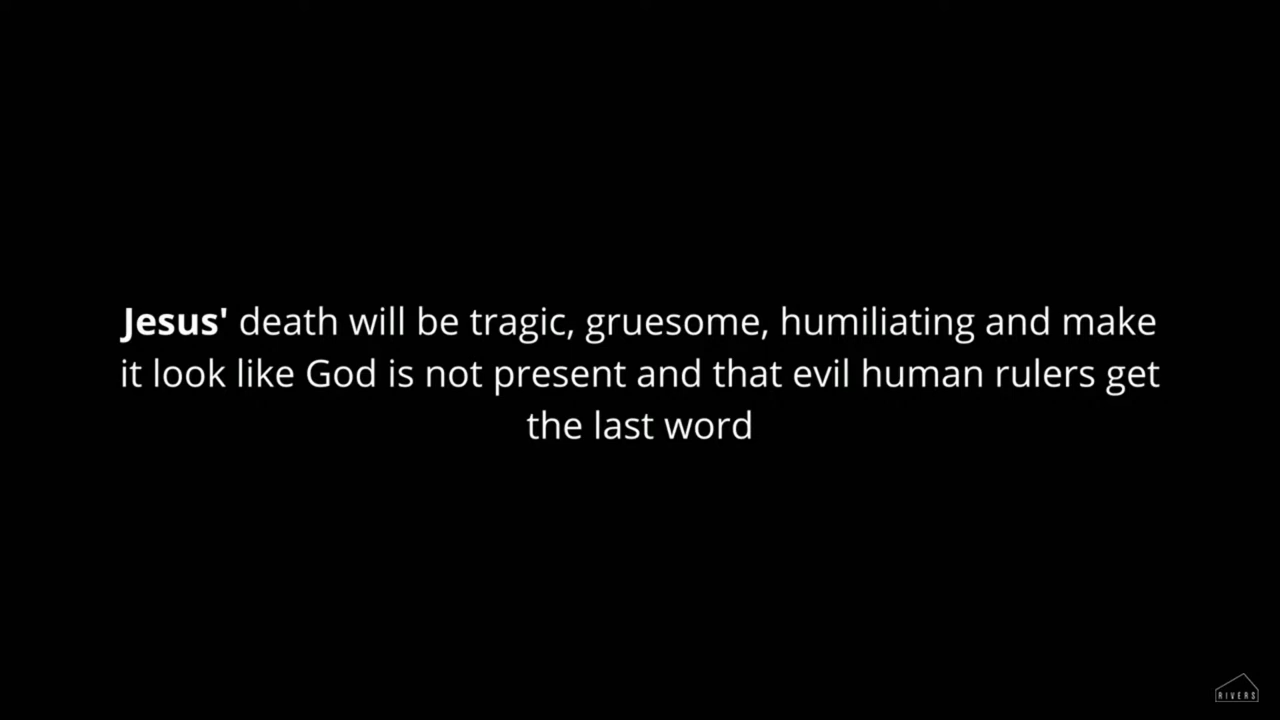 Jesus' death will be tragic, gruesome, humiliating and make
it look like God is not present and that evil human rulers get
the last word
RIVERS